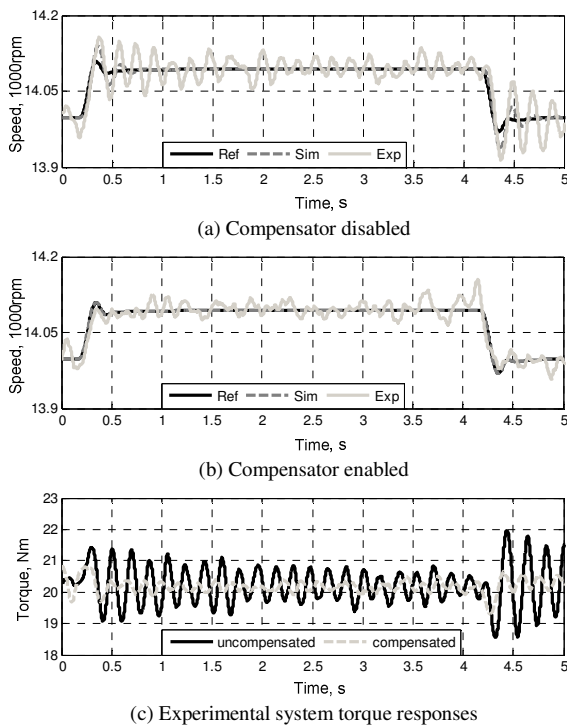 14.2
14.05
13.9
Speed, 1000rpm
Ref Sim Exp
0 0.5 1 1.5 2 2.5 3 3.5 4 4.5 5
Time, s
(a) Compensator disabled
14.2
14.05
13.9
Speed, 1000rpm
Ref Sim Exp
0 0.5 1 1.5 2 2.5 3 3.5 4 4.5 5
Time, s
(b) Compensator enabled
23
22
21
20
19
18
Torque, Nm
uncompensated compensated
0 0.5 1 1.5 2 2.5 3 3.5 4 4.5 5
Time, s
(c) Experimental system torque responses